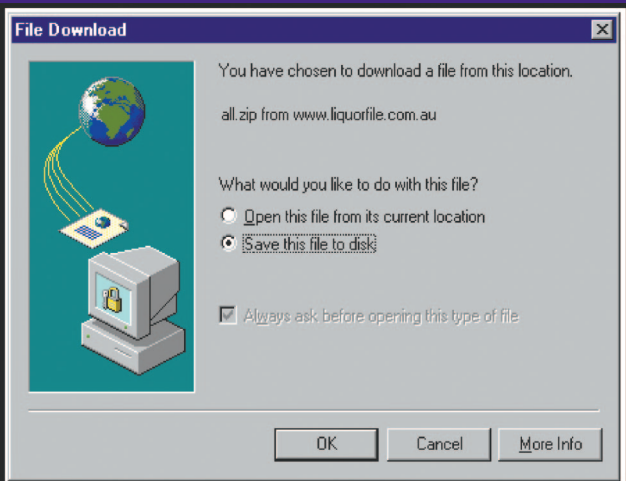 File Download
You have chosen to download a file from this location.
all.zip from www.liquorfile.com.au
What would you like to do with this file?
Open this file from its current location
Save this file to disk
Always ask before opening this type of file
OK
Cancel
More Info